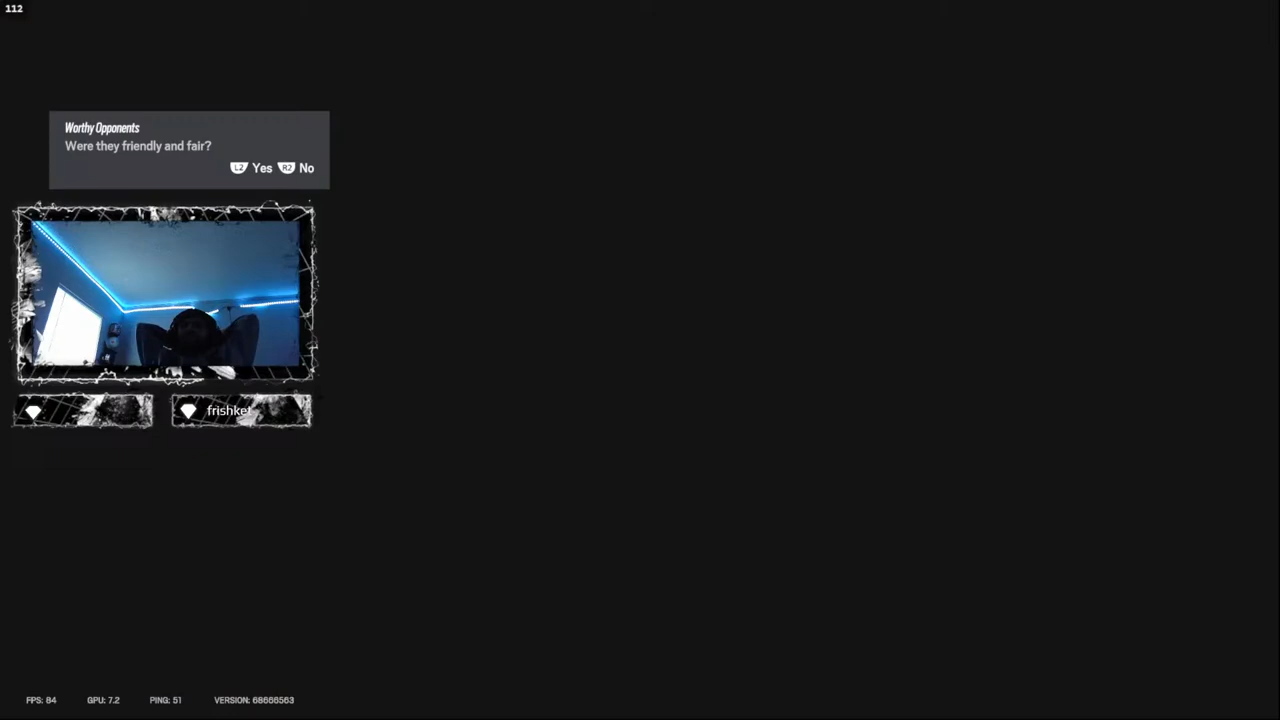 112
Worthy Opponents
Were they friendly and fair?
L2 Yes R2 No
frishket
FPS: 84 GPU: 7.2 PING: 51 VERSION: 68666563